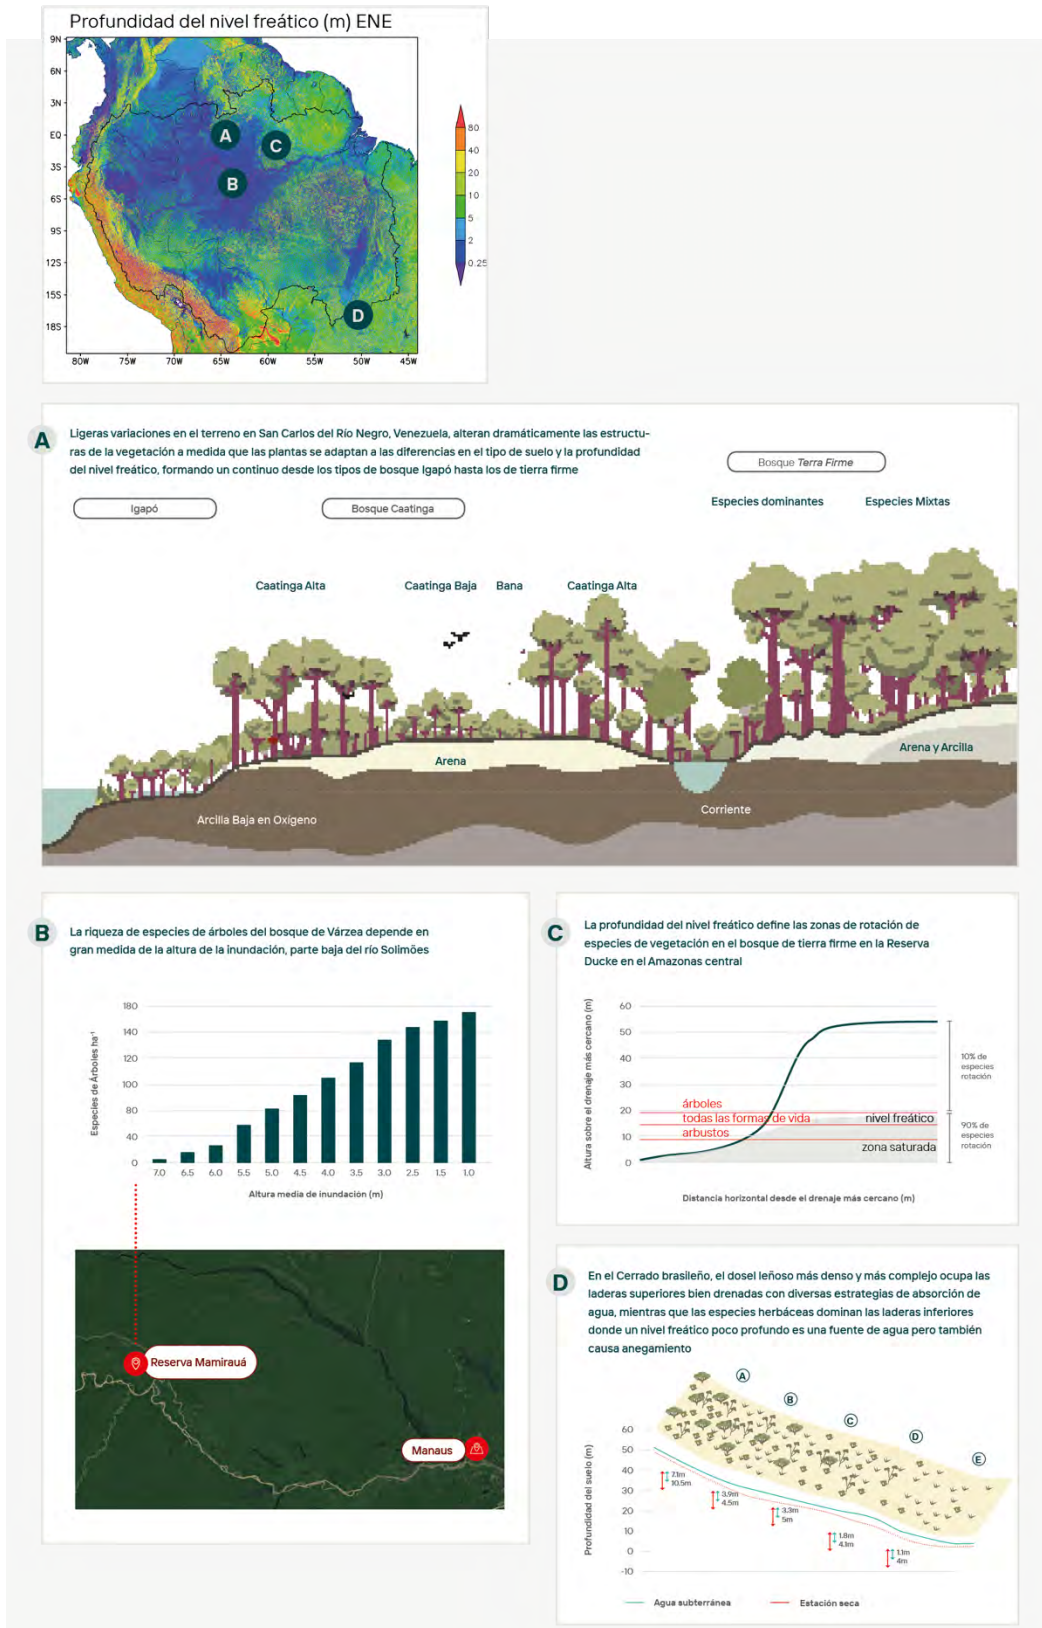 Profundidad del nivel freático (m) ENE
9N
6N
3N
EQ
3S
6S
9S
12S
15S
18S
80W 75W 70W 65W 60W 55W 50W 45W
80
40
20
10
5
2
0.25
A
B
C
D
A
Ligeras variaciones en el terreno en San Carlos del Río Negro, Venezuela, alteran dramáticamente las estructu-
ras de la vegetación a medida que las plantas se adaptan a las diferencias en el tipo de suelo y la profundidad
del nivel freático, formando un continuo desde los tipos de bosque Igapó hasta los de tierra firme
Bosque Terra Firme
Igapó
Bosque Caatinga
Especies dominantes
Especies Mixtas
Caatinga Alta
Caatinga Baja
Bana
Caatinga Alta
Arena
Arena y Arcilla
Arcilla Baja en Oxígeno
Corriente
B
La riqueza de especies de árboles del bosque de Várzea depende en
gran medida de la altura de la inundación, parte baja del río Solimões
Especies de Árboles ha⁻¹
180
140
120
100
80
40
0
7.0 6.5 6.0 5.5 5.0 4.5 4.0 3.5 3.0 2.5 1.5 1.0
Altura media de inundación (m)
Reserva Mamirauá
Manaus
C
La profundidad del nivel freático define las zonas de rotación de
especies de vegetación en el bosque de tierra firme en la Reserva
Ducke en el Amazonas central
Altura sobre el drenaje más cercano (m)
60
50
40
30
20
10
0
árboles
todas las formas de vida
arbustos
nivel freático
zona saturada
10% de
especies
rotación
90% de
especies
rotación
Distancia horizontal desde el drenaje más cercano (m)
D
En el Cerrado brasileño, el dosel leñoso más denso y más complejo ocupa las
laderas superiores bien drenadas con diversas estrategias de absorción de
agua, mientras que las especies herbáceas dominan las laderas inferiores
donde un nivel freático poco profundo es una fuente de agua pero también
causa anegamiento
A
B
C
D
E
Profundidad del suelo (m)
60
50
40
30
20
10
0
-10
7.1m
10.5m
3.9m
4.5m
3.3m
5m
1.8m
4.1m
1.1m
4m
Agua subterránea
Estación seca